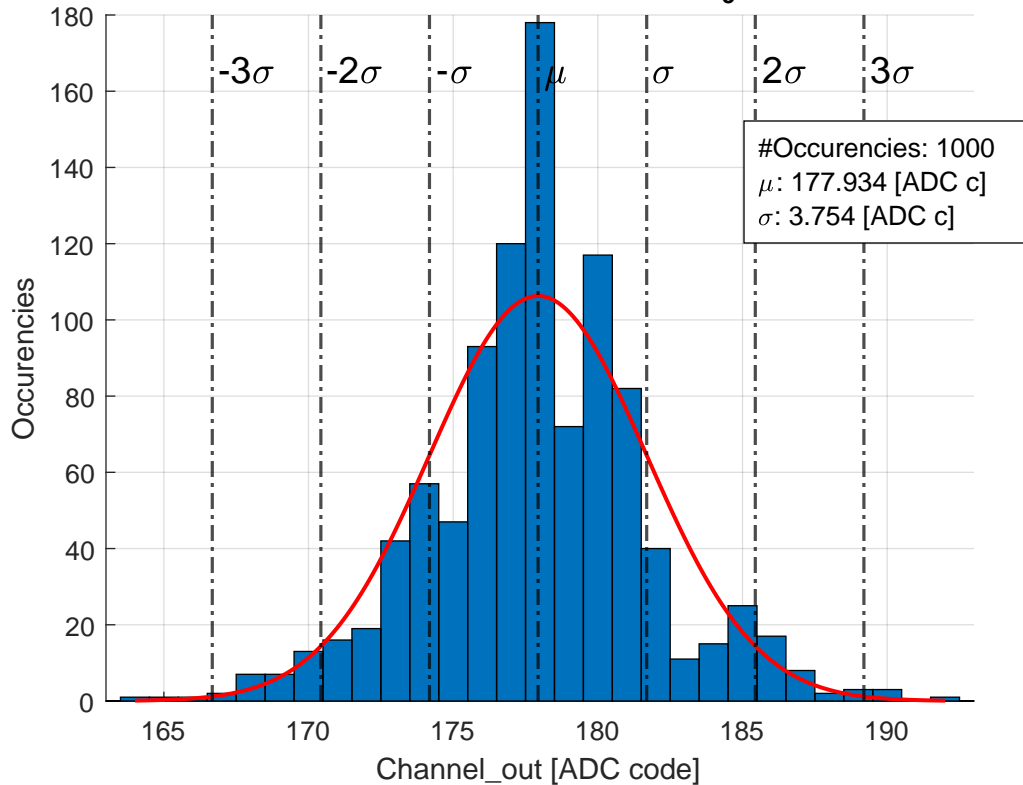 180
160
140
120
100
80
60
40
20
0
Occurencies
-3σ -2σ -σ μ σ 2σ 3σ
#Occurencies: 1000
μ: 177.934 [ADC c]
σ: 3.754 [ADC c]
165 170 175 180 185 190
Channel_out [ADC code]